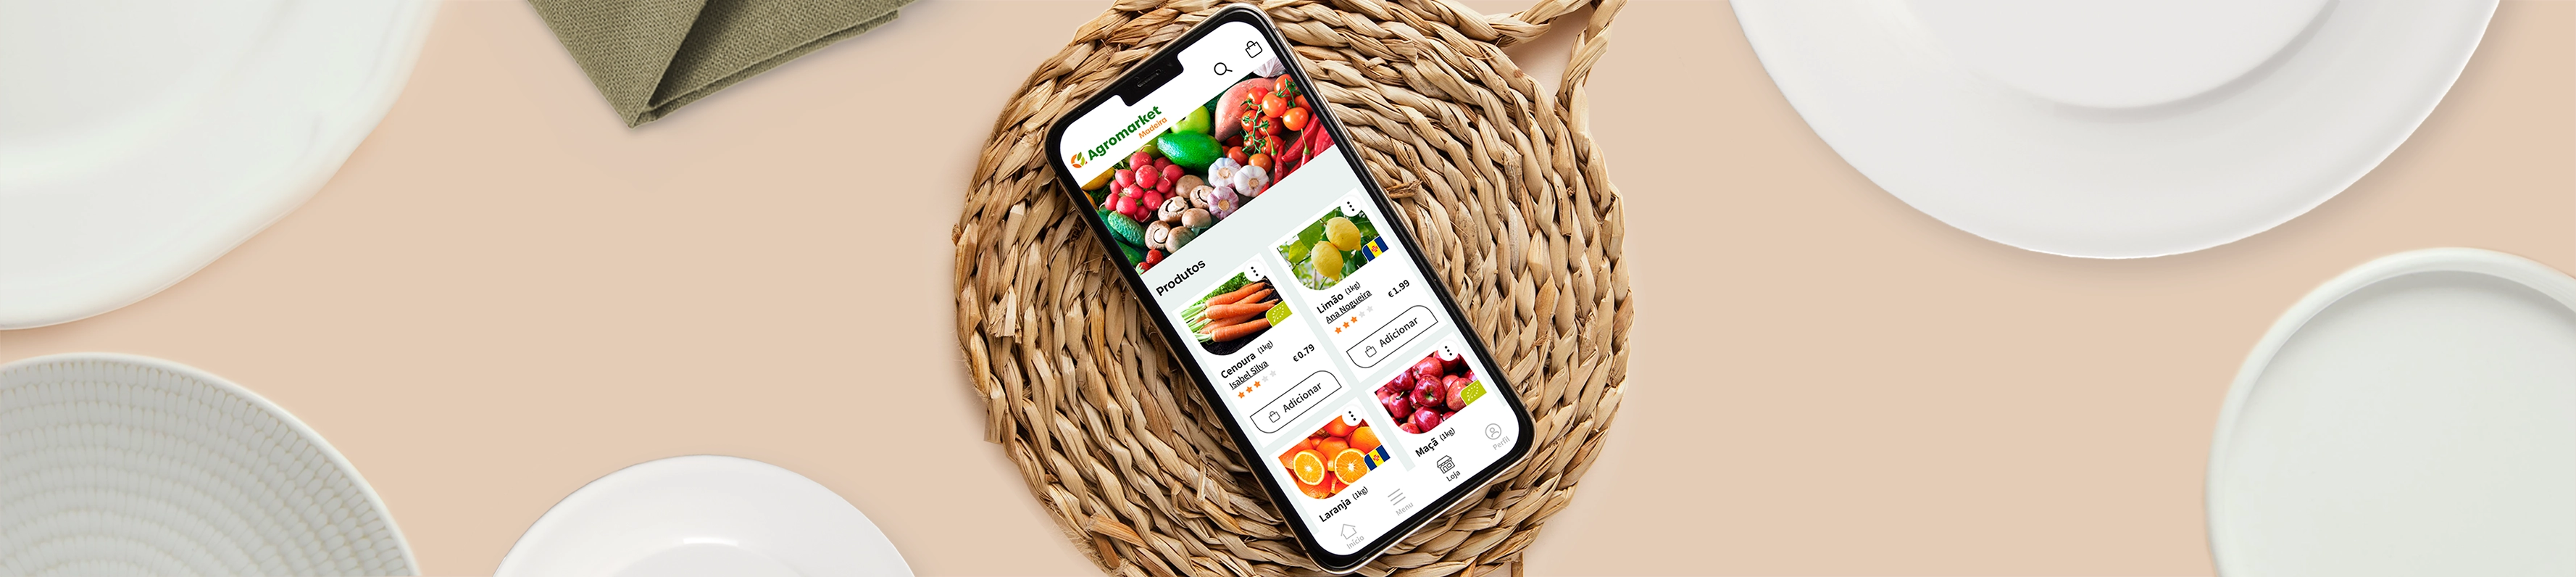 Agromarket
Madeira
Produtos
Cenoura (1kg)
Isabel Silva
€0.79
Adicionar
Limão (1kg)
Ana Nogueira
€1.99
Adicionar
Laranja (1kg)
Maçã (1kg)
Início
Menu
Loja
Perfil